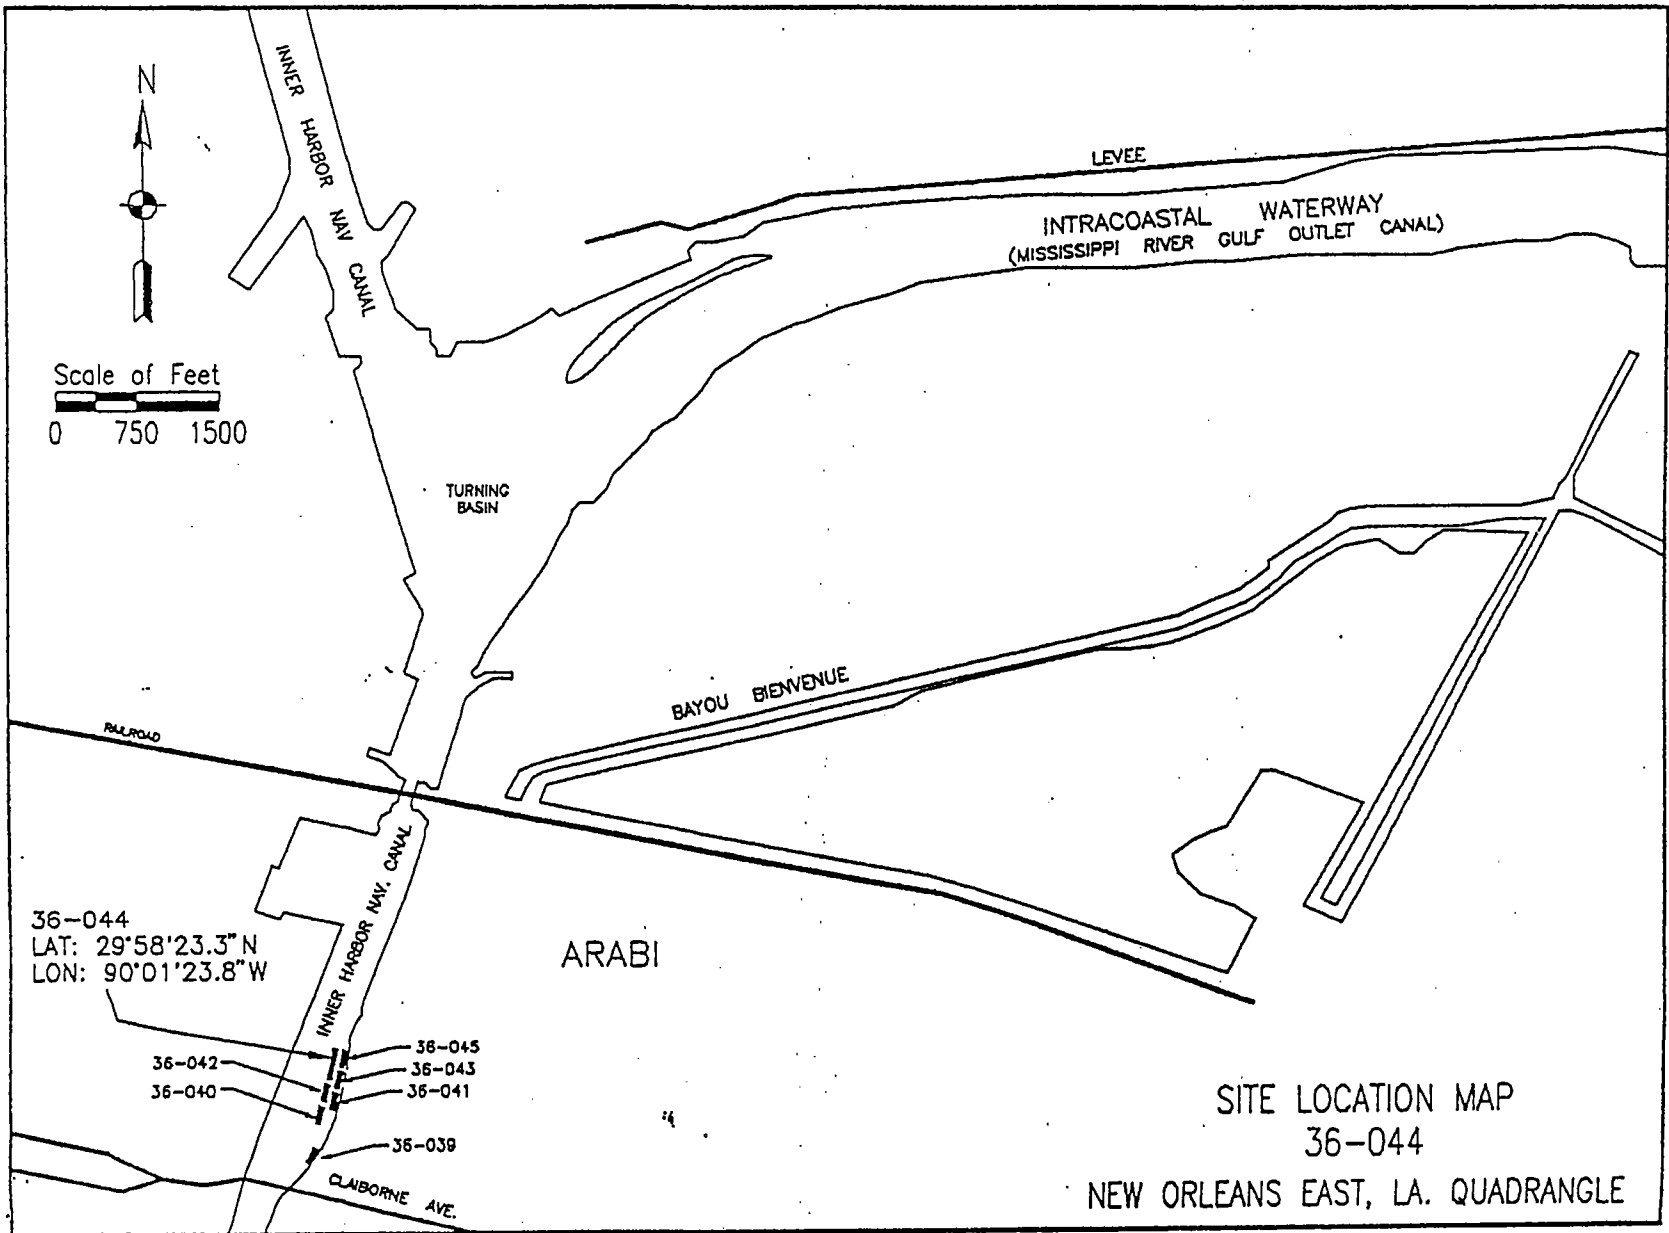 N
INNER HARBOR NAV CANAL
LEVEE
INTRACOASTAL WATERWAY
(MISSISSIPPI RIVER GULF OUTLET CANAL)
Scale of Feet
0 750 1500
TURNING
BASIN
BAYOU BIENVENUE
RAILROAD
INNER HARBOR NAV. CANAL
36-044
LAT: 29°58'23.3"N
LON: 90°01'23.8"W
ARABI
36-045
36-042
36-043
36-040
36-041
36-039
CLAIBORNE AVE.
SITE LOCATION MAP
36-044
NEW ORLEANS EAST, LA. QUADRANGLE